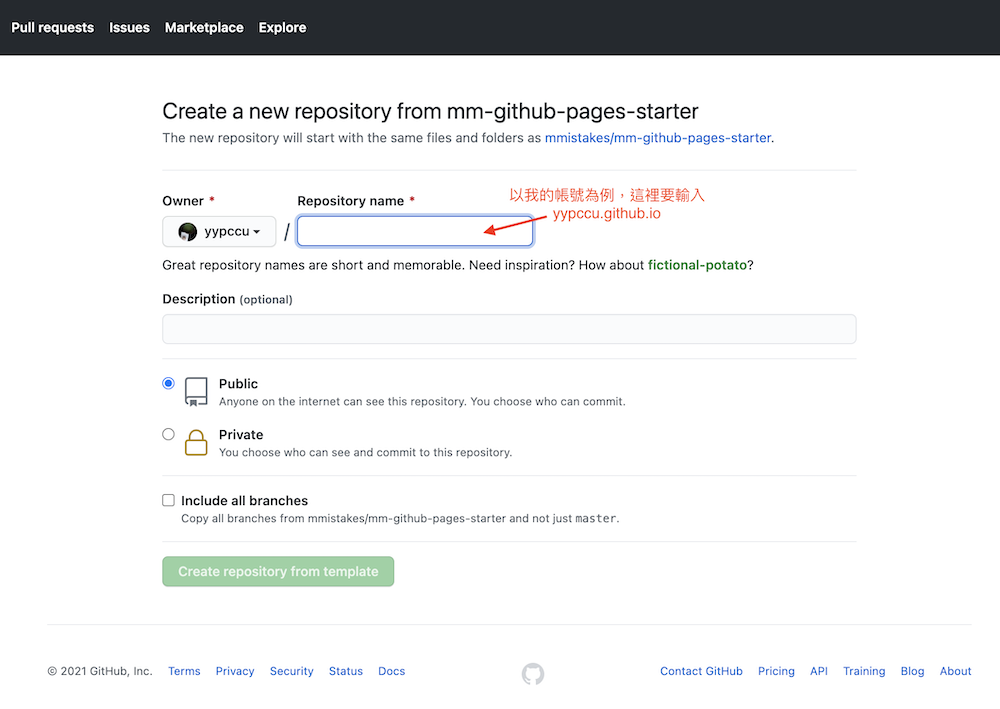 Pull requests Issues Marketplace Explore
Create a new repository from mm-github-pages-starter
The new repository will start with the same files and folders as mmistakes/mm-github-pages-starter.
Owner * Repository name *
以我的帳號為例，這裡要輸入
yypccu.github.io
yypccu /
Great repository names are short and memorable. Need inspiration? How about fictional-potato?
Description (optional)
Public
Anyone on the internet can see this repository. You choose who can commit.
Private
You choose who can see and commit to this repository.
Include all branches
Copy all branches from mmistakes/mm-github-pages-starter and not just master.
Create repository from template
© 2021 GitHub, Inc. Terms Privacy Security Status Docs Contact GitHub Pricing API Training Blog About